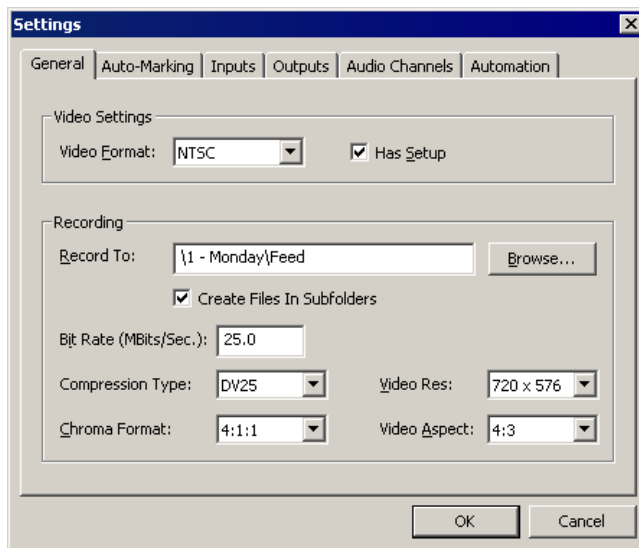 Settings
General Auto-Marking Inputs Outputs Audio Channels Automation
Video Settings
Video Format: NTSC Has Setup
Recording
Record To: \1 - Monday\Feed Browse...
Create Files In Subfolders
Bit Rate (MBits/Sec.): 25.0
Compression Type: DV25 Video Res: 720 x 576
Chroma Format: 4:1:1 Video Aspect: 4:3
OK Cancel